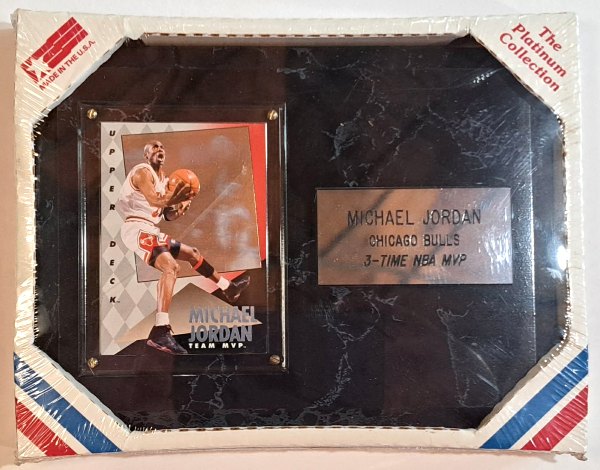 MADE IN THE U.S.A.
The
Platinum
Collection
UPPER DECK
MICHAEL
JORDAN
TEAM MVP.
MICHAEL JORDAN
CHICAGO BULLS
3-TIME NBA MVP